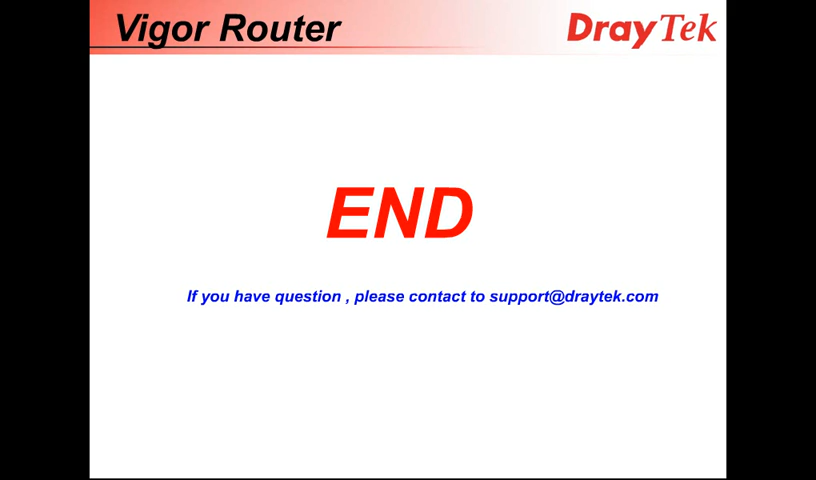 Vigor Router
DrayTek
END
If you have question , please contact to support@draytek.com